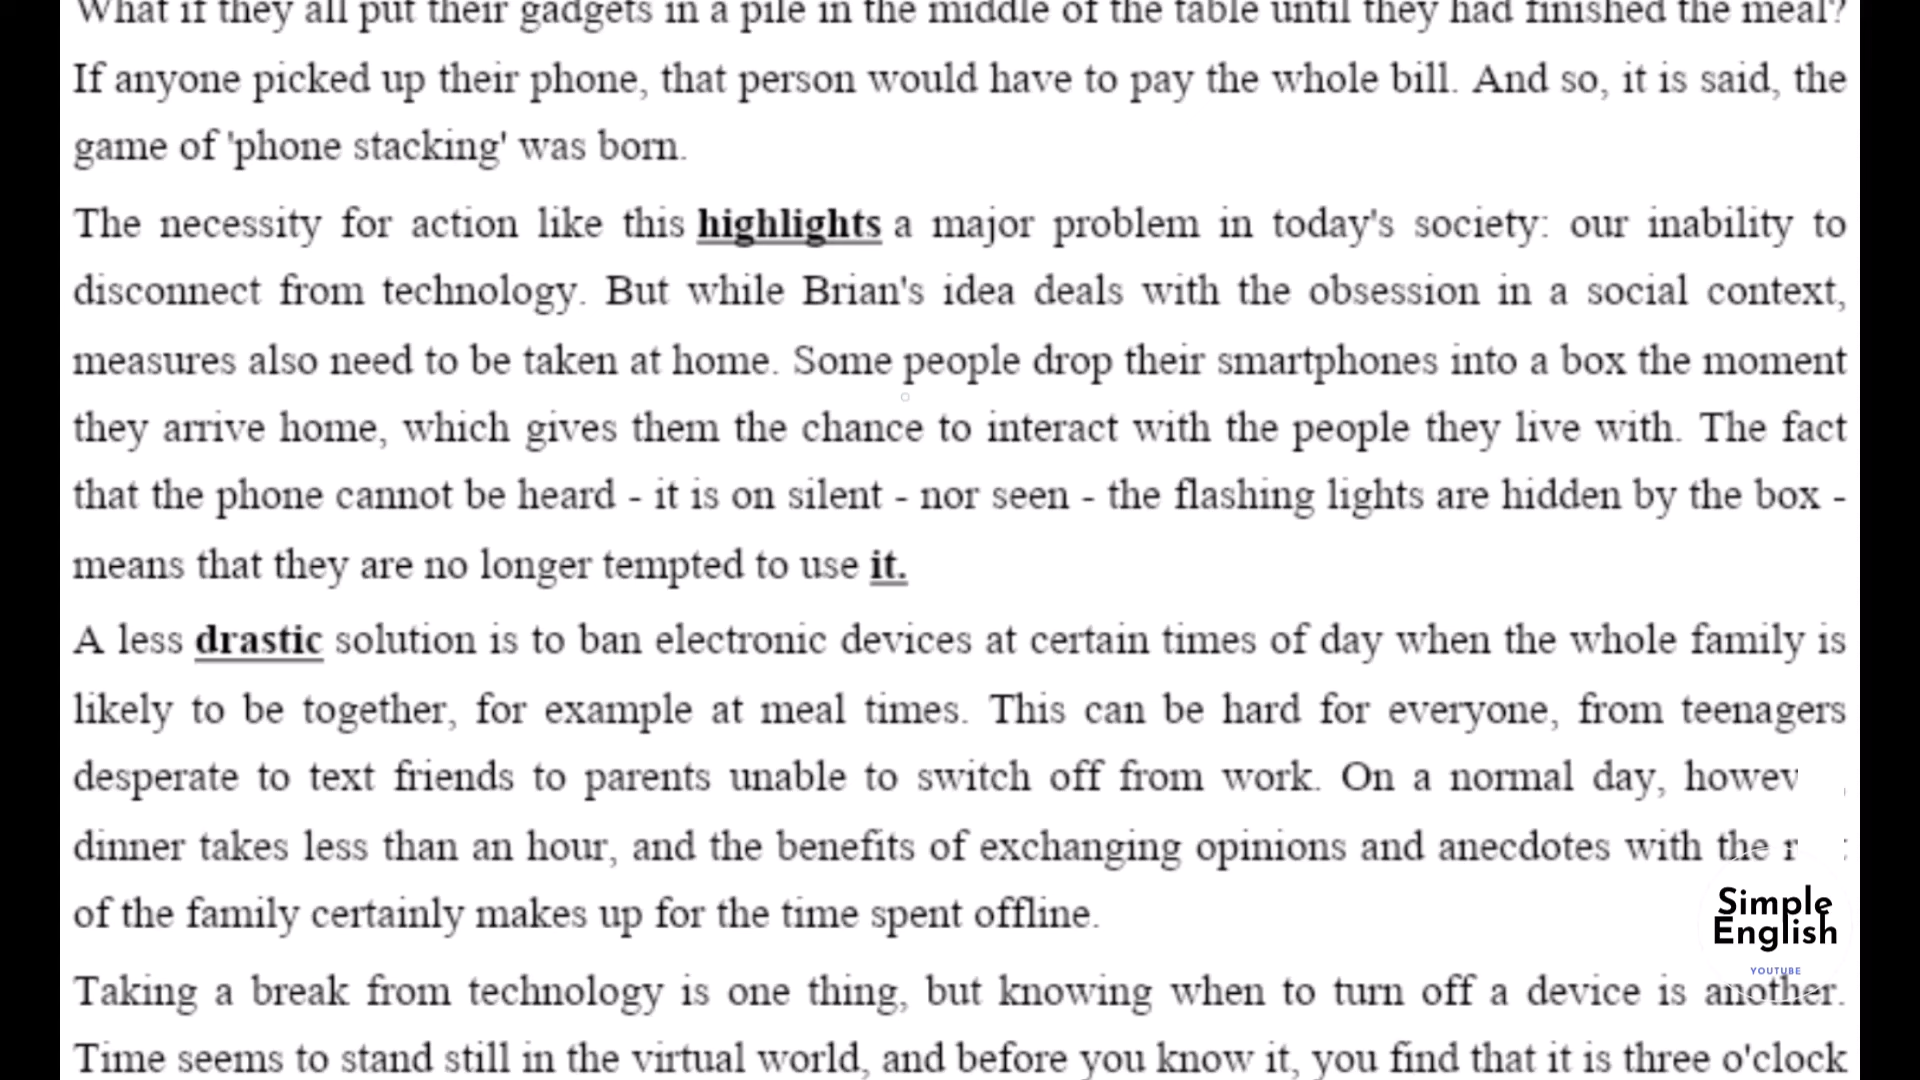 What if they all put their gadgets in a pile in the middle of the table until they had finished the meal?
If anyone picked up their phone, that person would have to pay the whole bill. And so, it is said, the
game of 'phone stacking' was born.
The necessity for action like this highlights a major problem in today's society: our inability to
disconnect from technology. But while Brian's idea deals with the obsession in a social context,
measures also need to be taken at home. Some people drop their smartphones into a box the moment
they arrive home, which gives them the chance to interact with the people they live with. The fact
that the phone cannot be heard - it is on silent - nor seen - the flashing lights are hidden by the box -
means that they are no longer tempted to use it.
A less drastic solution is to ban electronic devices at certain times of day when the whole family is
likely to be together, for example at meal times. This can be hard for everyone, from teenagers
desperate to text friends to parents unable to switch off from work. On a normal day, howev
dinner takes less than an hour, and the benefits of exchanging opinions and anecdotes with the r
of the family certainly makes up for the time spent offline.
Simple
English
YOUTUBE
Taking a break from technology is one thing, but knowing when to turn off a device is another.
Time seems to stand still in the virtual world, and before you know it, you find that it is three o'clock